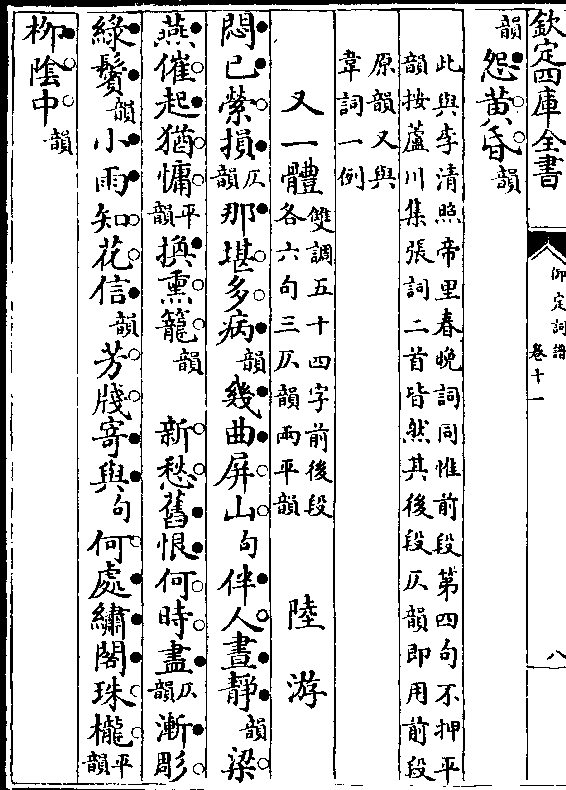 欽定四庫全書
御定詞譜 卷十一
八
韻怨黃昏韻
此與李清照帝里春晚詞同惟前段第四句不押平
韻按蘆川集張詞二首皆然其後段仄韻即用前段
原韻又與
韋詞一例
又一體雙調五十四字前後段各六句三仄韻兩平韻 陸游
悶已縈損仄韻那堪多病韻幾曲屏山句伴人晝靜韻梁
燕催起猶慵平韻換熏籠韻 新愁舊恨何時盡仄韻漸彫
綠鬢韻小雨知花信韻芳牋寄與句何處繡閣珠櫳平韻
柳陰中韻